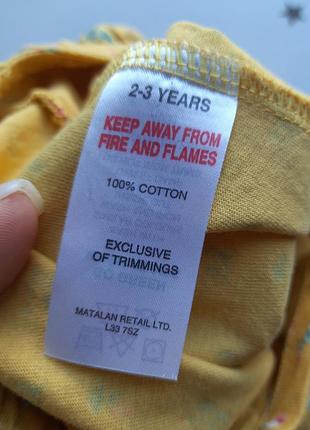 2-3 YEARS
KEEP AWAY FROM
FIRE AND FLAMES
100% COTTON
EXCLUSIVE
OF TRIMMINGS
MATALAN RETAIL LTD.
L33 7SZ